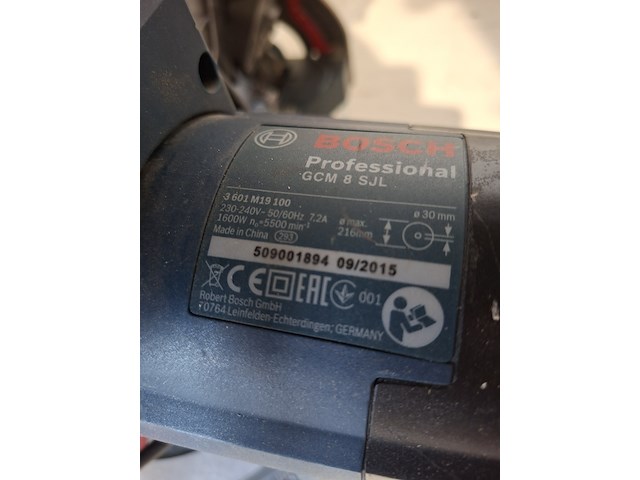 BOSCH
Professional
GCM 8 SJL
3 601 M19 100
230-240V~ 50/60Hz 7.2A
1600W n₀=5500 min⁻¹
Made in China 293
ø max.
216mm
ø 30 mm
509001894 09/2015
CE EAC 001
Robert Bosch GmbH
70764 Leinfelden-Echterdingen, GERMANY